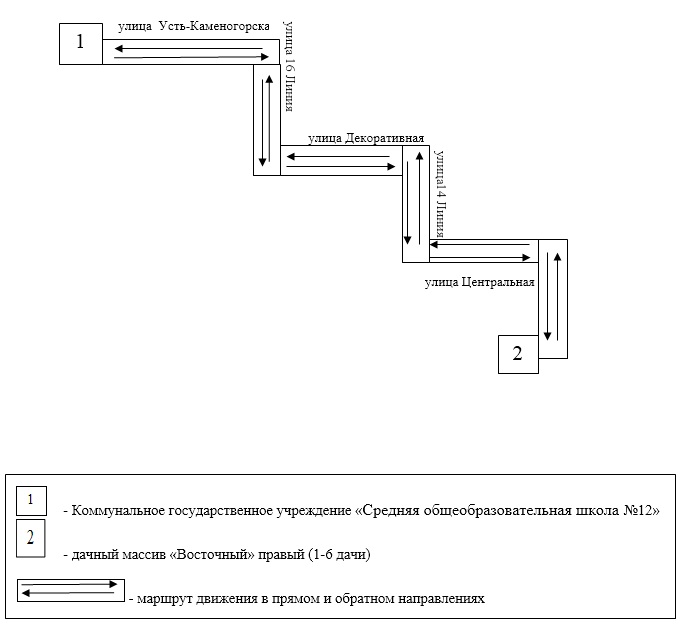 улица Усть-Каменогорска
1
улица 16 Линия
улица Декоративная
улица14 Линия
улица Центральная
2
1
- Коммунальное государственное учреждение «Средняя общеобразовательная школа №12»
2
- дачный массив «Восточный» правый (1-6 дачи)
- маршрут движения в прямом и обратном направлениях